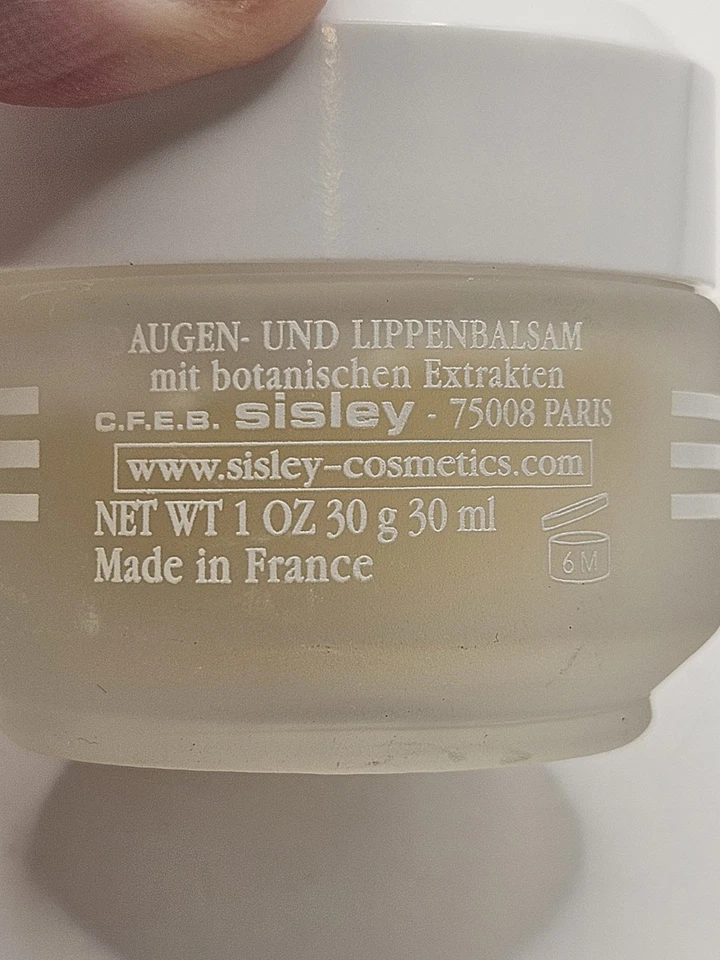 AUGEN- UND LIPPENBALSAM
mit botanischen Extrakten
C.F.E.B. sisley - 75008 PARIS
www.sisley-cosmetics.com
NET WT 1 OZ 30 g 30 ml
Made in France
6 M